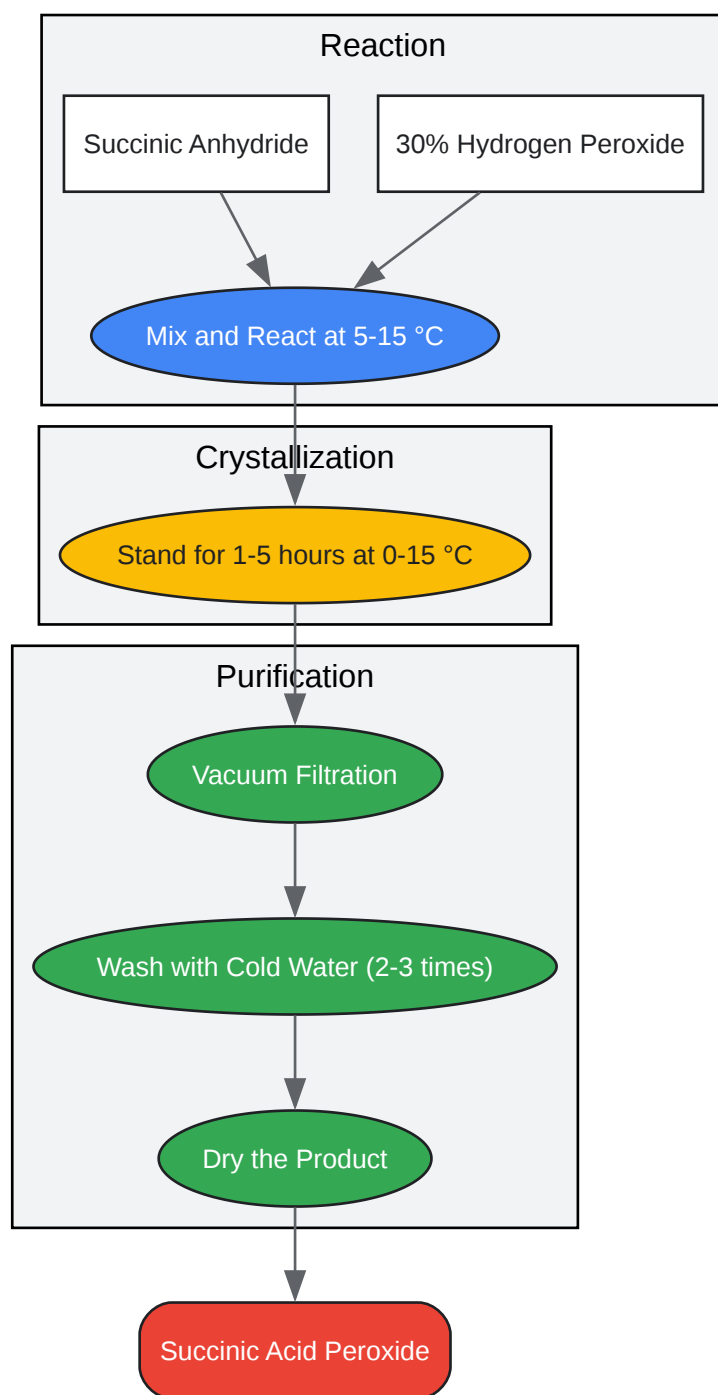 Reaction
Succinic Anhydride
30% Hydrogen Peroxide
Mix and React at 5-15 °C
Crystallization
Stand for 1-5 hours at 0-15 °C
Purification
Vacuum Filtration
Wash with Cold Water (2-3 times)
Dry the Product
Succinic Acid Peroxide